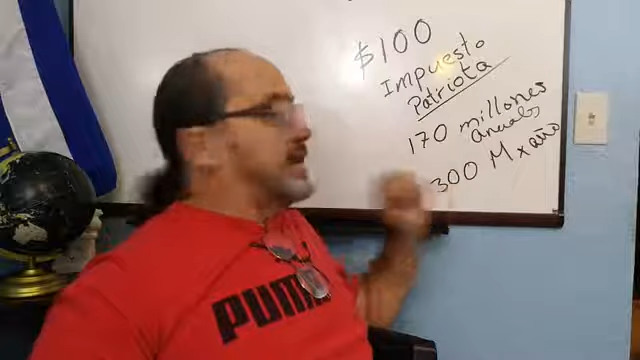 $100
Impuesto
Patriota
170 millones
anuales
300 M x año
PUMA